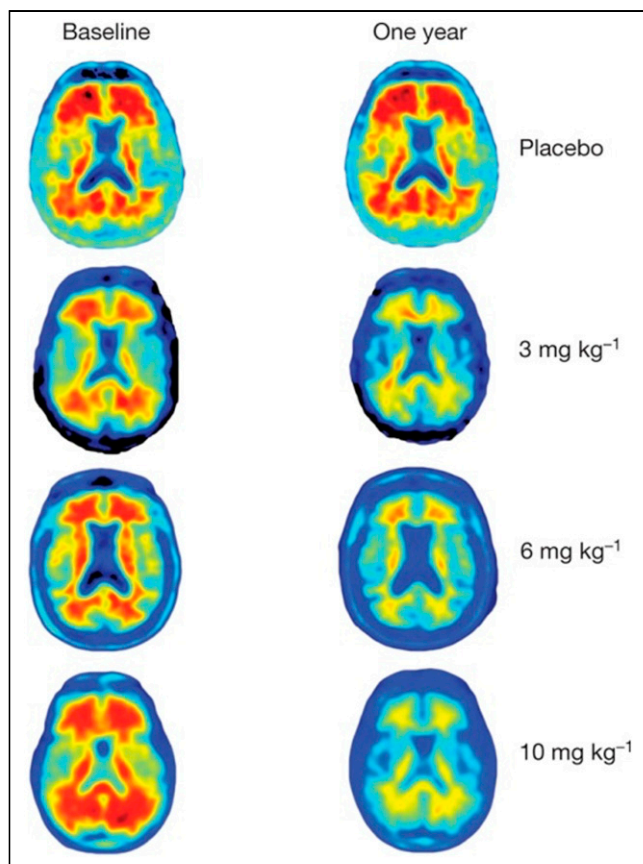 Baseline One year
Placebo
3 mg kg⁻¹
6 mg kg⁻¹
10 mg kg⁻¹